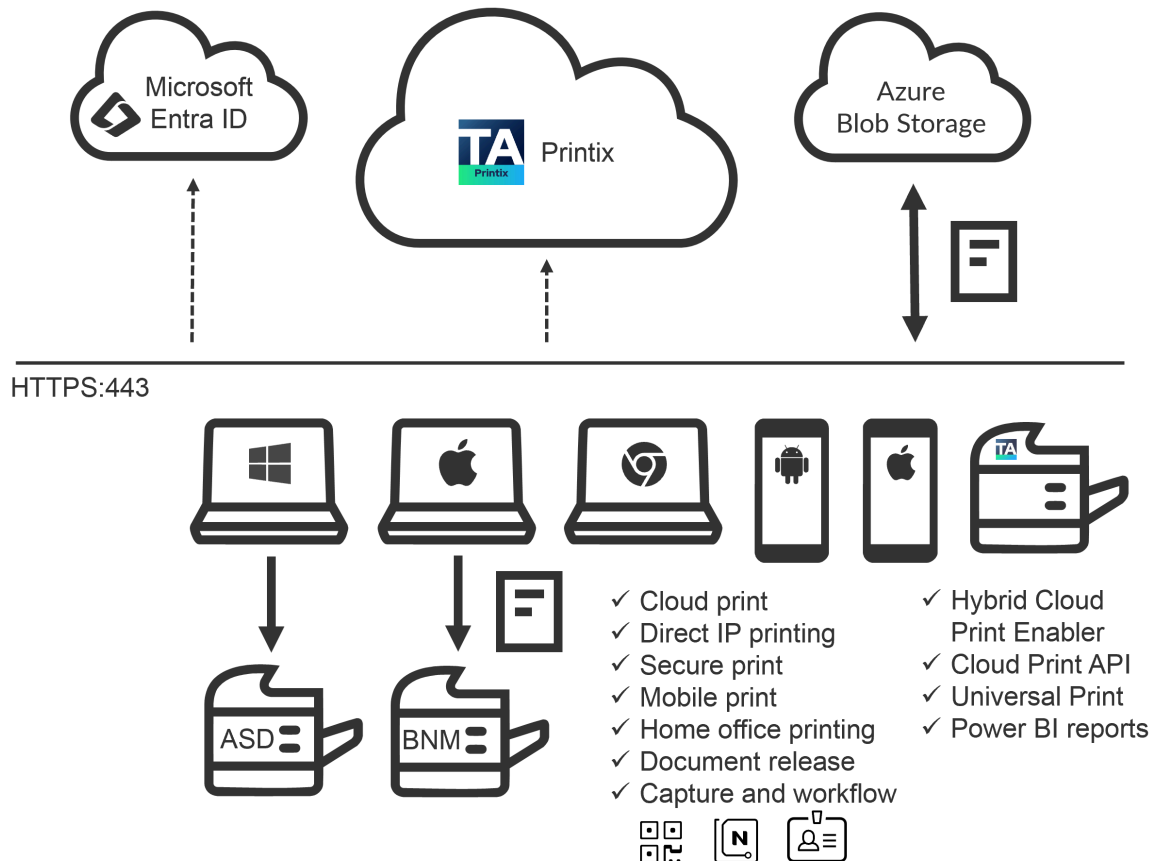 Microsoft
Entra ID
TA
Printix
Printix
Azure
Blob Storage
HTTPS:443
TA
ASD
BNM
✓ Cloud print
✓ Direct IP printing
✓ Secure print
✓ Mobile print
✓ Home office printing
✓ Document release
✓ Capture and workflow
✓ Hybrid Cloud
Print Enabler
✓ Cloud Print API
✓ Universal Print
✓ Power BI reports
N